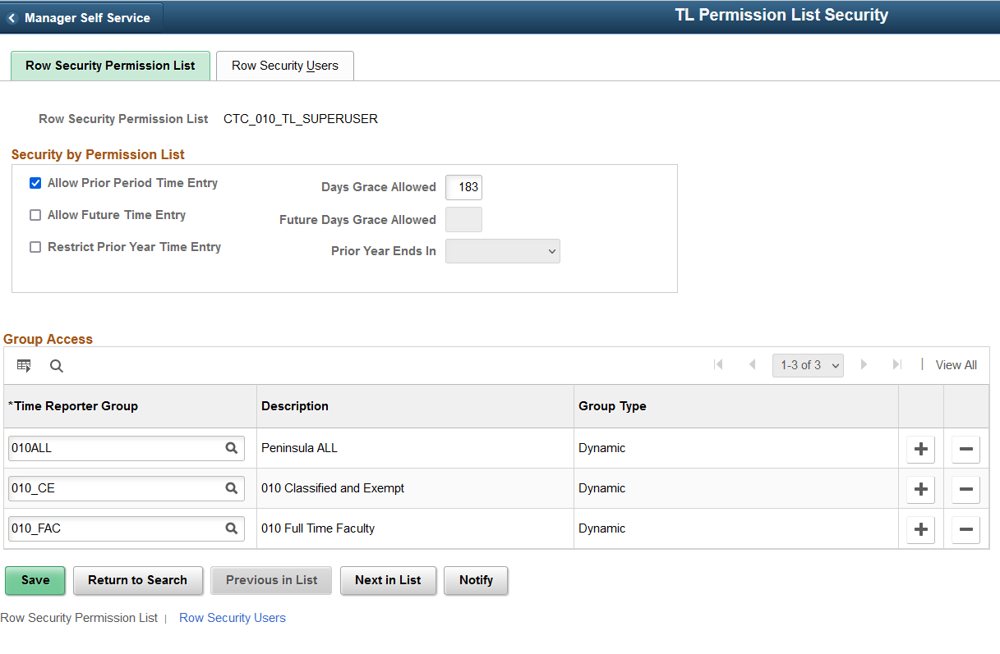 Manager Self Service
TL Permission List Security
Row Security Permission List
Row Security Users
Row Security Permission List CTC_010_TL_SUPERUSER
Security by Permission List
Allow Prior Period Time Entry Days Grace Allowed 183
Allow Future Time Entry Future Days Grace Allowed
Restrict Prior Year Time Entry Prior Year Ends In
Group Access
1-3 of 3 | View All
*Time Reporter Group Description Group Type
010ALL Peninsula ALL Dynamic
010_CE 010 Classified and Exempt Dynamic
010_FAC 010 Full Time Faculty Dynamic
Save Return to Search Previous in List Next in List Notify
Row Security Permission List | Row Security Users